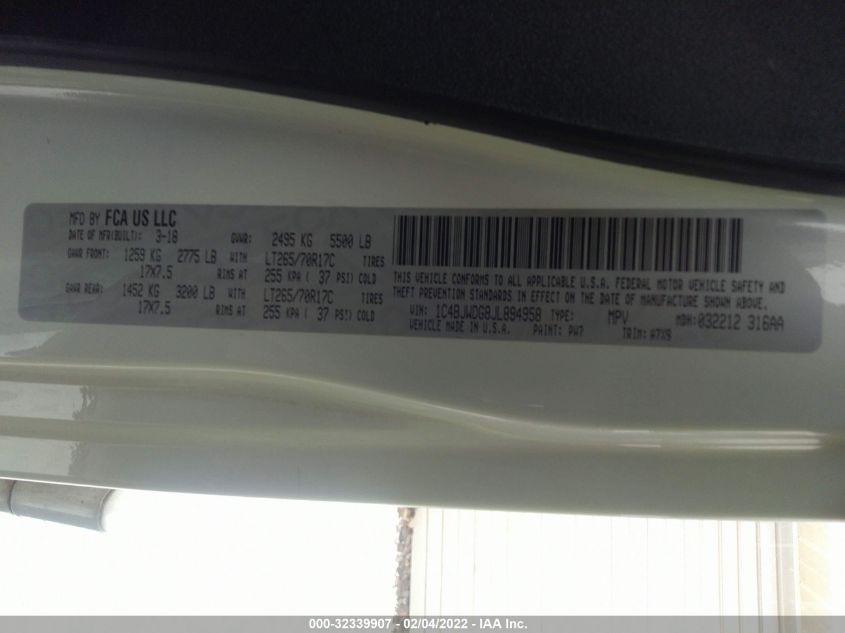 MFD BY FCA US LLC
DATE OF MFR(BUILT): 3-18 GVWR: 2495 KG 5500 LB
GAWR FRONT: 1259 KG 2775 LB WITH LT265/70R17C TIRES
17X7.5 RIMS AT 255 KPA ( 37 PSI) COLD
GAWR REAR: 1452 KG 3200 LB WITH LT265/70R17C TIRES
17X7.5 RIMS AT 255 KPA ( 37 PSI) COLD
THIS VEHICLE CONFORMS TO ALL APPLICABLE U.S.A. FEDERAL MOTOR VEHICLE SAFETY AND
THEFT PREVENTION STANDARDS IN EFFECT ON THE DATE OF MANUFACTURE SHOWN ABOVE.
VIN: 1C4BJWDG8JL894958 TYPE: MPV MDH: 032212 316AA
VEHICLE MADE IN U.S.A. PAINT: PW7 TRIM: A7X9
000-32339907 - 02/04/2022 - IAA Inc.